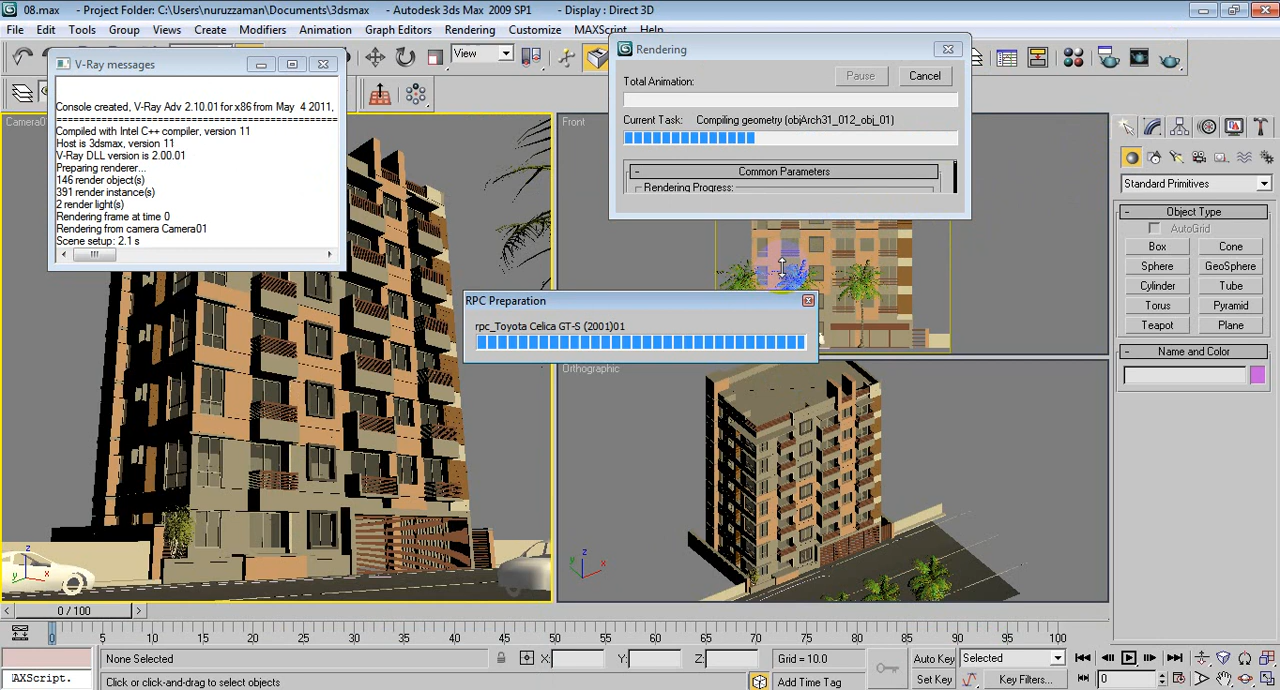 08.max - Project Folder: C:\Users\nuruzzaman\Documents\3dsmax - Autodesk 3ds Max 2009 SP1 - Display : Direct 3D
File Edit Tools Group Views Create Modifiers Animation Graph Editors Rendering Customize MAXScript Help
View
V-Ray messages
Console created, V-Ray Adv 2.10.01 for x86 from May 4 2011,
================================================
Compiled with Intel C++ compiler, version 11
Host is 3dsmax, version 11
V-Ray DLL version is 2.00.01
Preparing renderer...
146 render object(s)
391 render instance(s)
2 render light(s)
Rendering frame at time 0
Rendering from camera Camera01
Scene setup: 2.1 s
Rendering
Total Animation:
Pause
Cancel
Current Task: Compiling geometry (objArch31_012_obj_01)
- Common Parameters
Rendering Progress:
RPC Preparation
rpc_Toyota Celica GT-S (2001)01
Front
Orthographic
z
y
x
z
y
x
Standard Primitives
- Object Type
AutoGrid
Box Cone
Sphere GeoSphere
Cylinder Tube
Torus Pyramid
Teapot Plane
- Name and Color
< 0 / 100 >
0 5 10 15 20 25 30 35 40 45 50 55 60 65 70 75 80 85 90 95 100
None Selected
X: Y: Z:
Grid = 10.0
Auto Key
Selected
AXScript.
Click or click-and-drag to select objects
Add Time Tag
Set Key
Key Filters...
0